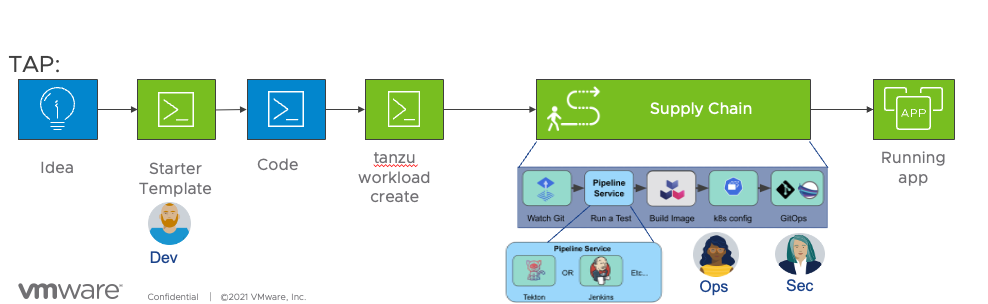 TAP:
Supply Chain
APP
Idea
Starter
Template
Code
tanzu
workload
create
Running
app
Pipeline
Service
Watch Git
Run a Test
Build Image
k8s config
GitOps
Dev
Pipeline Service
OR
Etc...
Tekton
Jenkins
Ops
Sec
vmware®
Confidential | ©2021 VMware, Inc.